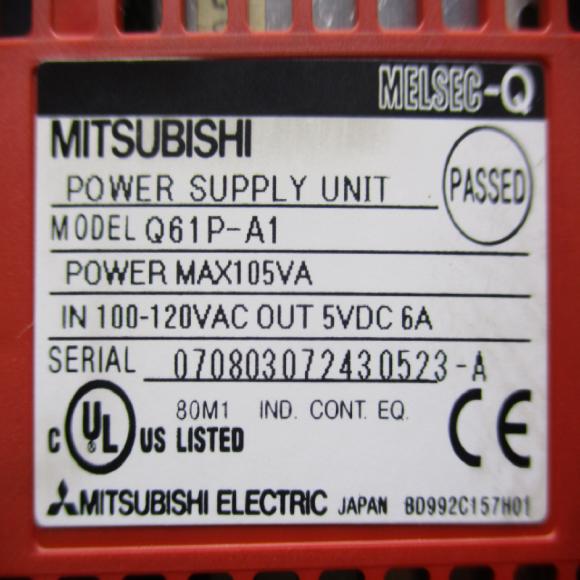 MELSEC-Q
MITSUBISHI
POWER SUPPLY UNIT
PASSED
MODEL Q61P-A1
POWER MAX105VA
IN 100-120VAC OUT 5VDC 6A
SERIAL 070803072430523-A
80M1 IND. CONT. EQ.
C UL US LISTED
CE
MITSUBISHI ELECTRIC JAPAN BD992C157H01